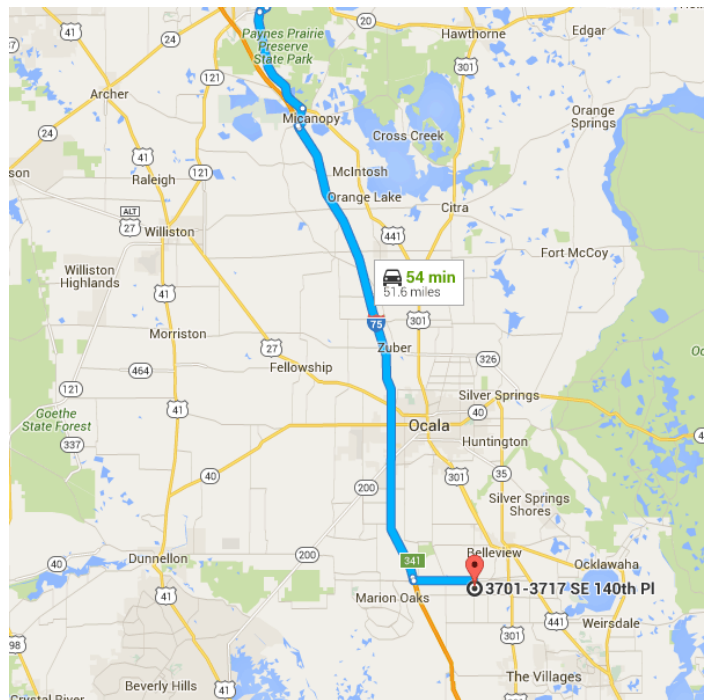 41
20
Hawthorne
Edgar
24
Paynes Prairie
Preserve
State Park
121
301
Archer
Orange
Springs
Micanopy
Cross Creek
24
41
McIntosh
Raleigh
121
Orange Lake
Citra
ALT
27
Williston
441
Fort McCoy
54 min
51.6 miles
Williston
Highlands
41
75
301
Morriston
Zuber
27
326
464
Fellowship
121
Silver Springs
40
41
Goethe
State Forest
Ocala
Huntington
337
301
35
40
200
Silver Springs
Shores
341
Belleview
Dunnellon
200
Ocklawaha
40
3701-3717 SE 140th Pl
Marion Oaks
41
301
441
Weirsdale
98
Beverly Hills
41
The Villages